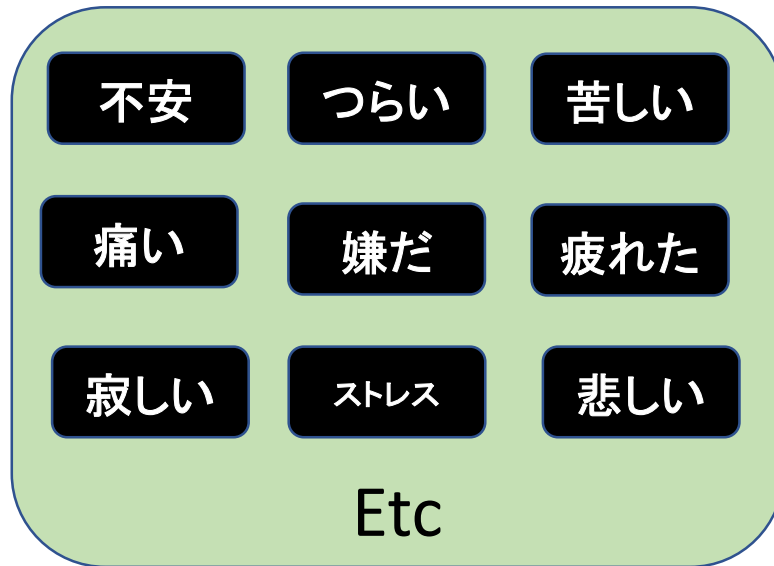 不安
つらい
苦しい
痛い
嫌だ
疲れた
寂しい
ストレス
悲しい
Etc